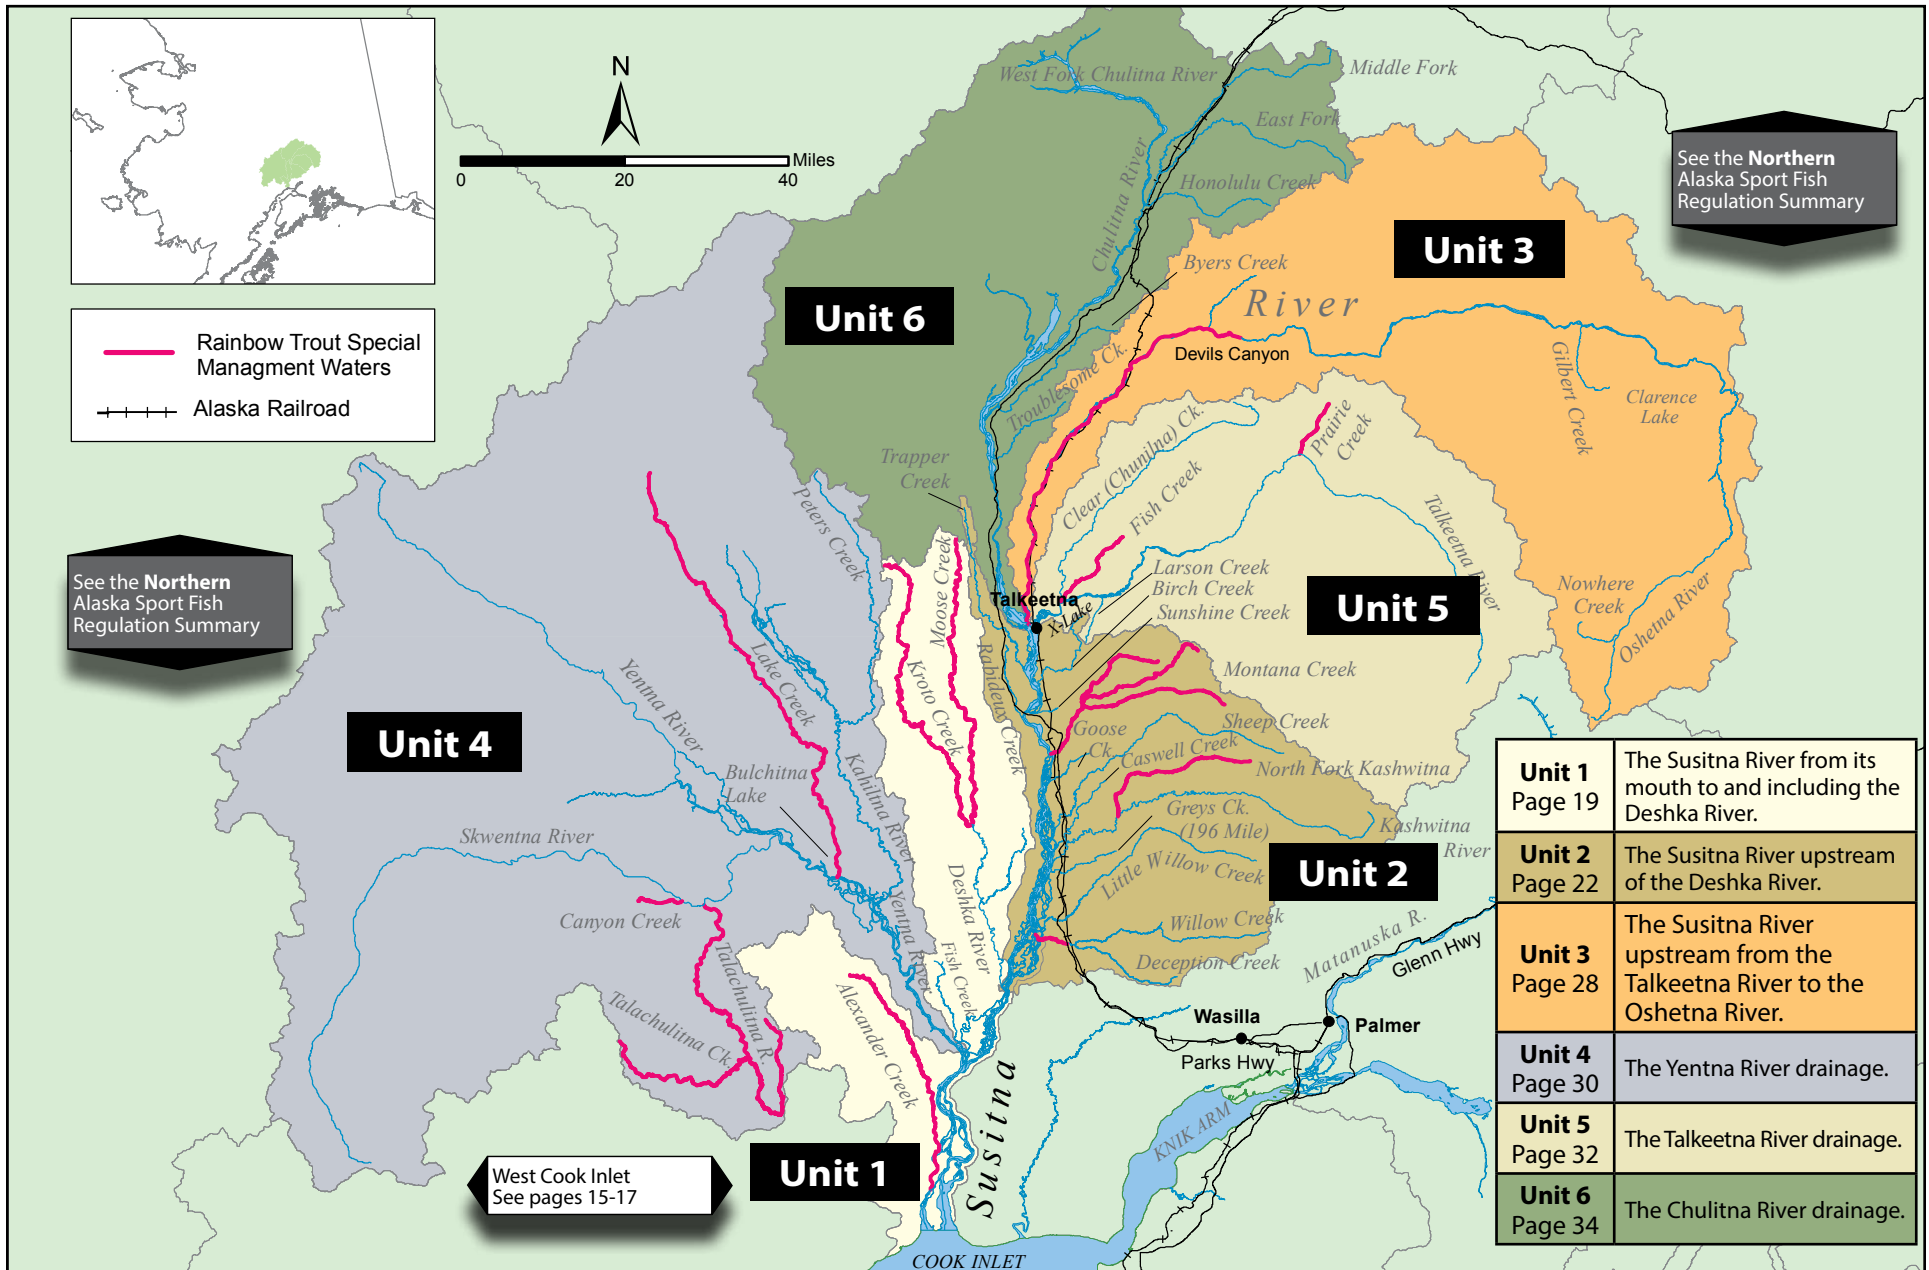 N
Miles
0
20
40
Rainbow Trout Special
Managment Waters
Alaska Railroad
See the Northern
Alaska Sport Fish
Regulation Summary
See the Northern
Alaska Sport Fish
Regulation Summary
West Cook Inlet
See pages 15-17
Unit 6
Unit 3
Unit 5
Unit 4
Unit 2
Unit 1
West Fork Chulitna River
Middle Fork
East Fork
Honolulu Creek
Chulitna River
Byers Creek
River
Devils Canyon
Troublesome Ck.
Gilbert Creek
Clarence
Lake
Prairie
Creek
Clear (Chunilna) Ck.
Fish Creek
Trapper
Creek
Peters Creek
Talkeetna River
Nowhere
Creek
Oshetna River
Larson Creek
Birch Creek
Sunshine Creek
Talkeetna
X-Lake
Moose Creek
Kroto Creek
Rabideux Creek
Montana Creek
Sheep Creek
Goose
Ck.
Caswell Creek
North Fork Kashwitna
Greys Ck.
(196 Mile)
Kashwitna
River
Little Willow Creek
Willow Creek
Deception Creek
Lake Creek
Yentna River
Bulchitna
Lake
Kahiltna River
Skwentna River
Canyon Creek
Talachulitna R.
Talachulitna Ck.
Yentna River
Deshka River
Fish Creek
Alexander Creek
Susitna
Matanuska R.
Glenn Hwy
Wasilla
Palmer
Parks Hwy
KNIK ARM
COOK INLET
Unit 1
Page 19
The Susitna River from its
mouth to and including the
Deshka River.
Unit 2
Page 22
The Susitna River upstream
of the Deshka River.
Unit 3
Page 28
The Susitna River
upstream from the
Talkeetna River to the
Oshetna River.
Unit 4
Page 30
The Yentna River drainage.
Unit 5
Page 32
The Talkeetna River drainage.
Unit 6
Page 34
The Chulitna River drainage.